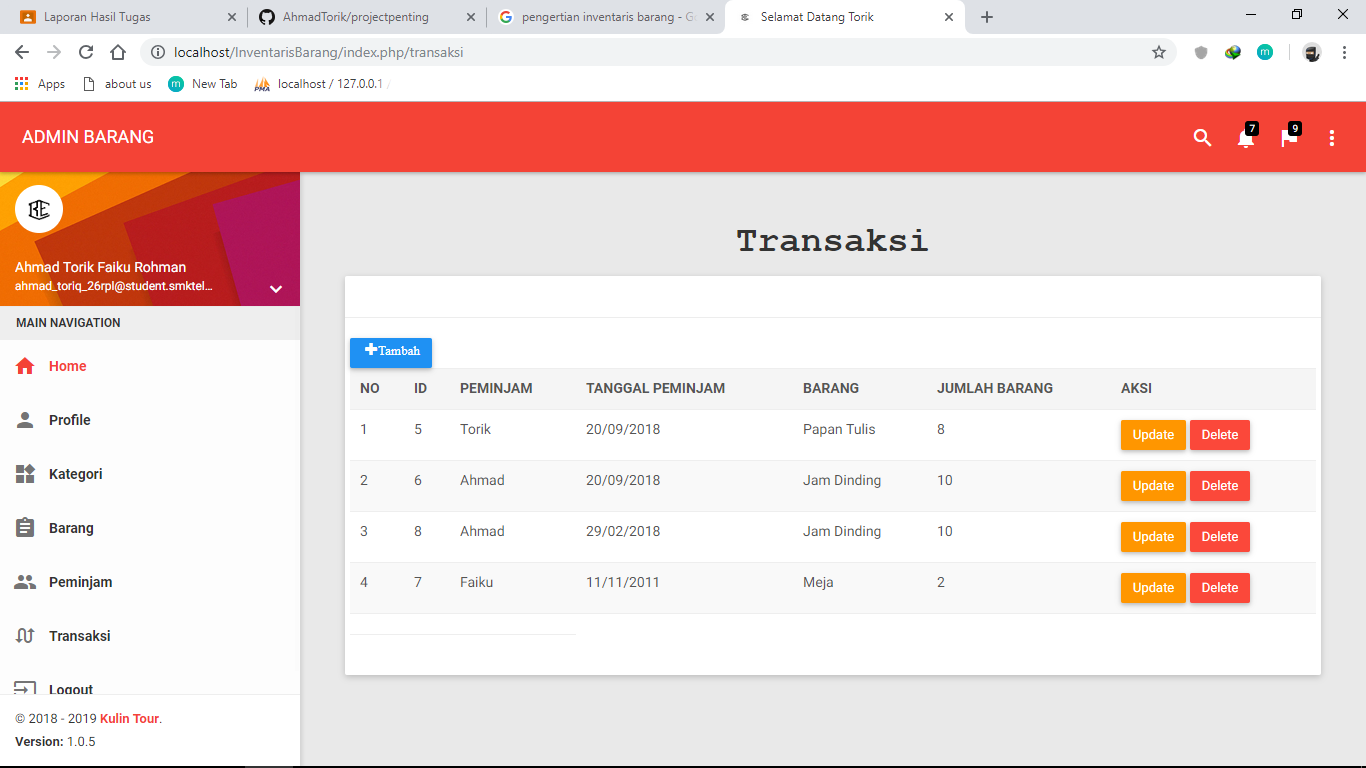 Laporan Hasil Tugas
AhmadTorik/projectpenting
pengertian inventaris barang - G
Selamat Datang Torik
localhost/InventarisBarang/index.php/transaksi
Apps
about us
m New Tab
PMA localhost / 127.0.0.1 /
ADMIN BARANG
7
9
Ahmad Torik Faiku Rohman
ahmad_toriq_26rpl@student.smktel...
MAIN NAVIGATION
Home
Profile
Kategori
Barang
Peminjam
Transaksi
Logout
© 2018 - 2019 Kulin Tour.
Version: 1.0.5
Transaksi
Tambah
NO ID PEMINJAM TANGGAL PEMINJAM BARANG JUMLAH BARANG AKSI
1 5 Torik 20/09/2018 Papan Tulis 8 Update Delete
2 6 Ahmad 20/09/2018 Jam Dinding 10 Update Delete
3 8 Ahmad 29/02/2018 Jam Dinding 10 Update Delete
4 7 Faiku 11/11/2011 Meja 2 Update Delete